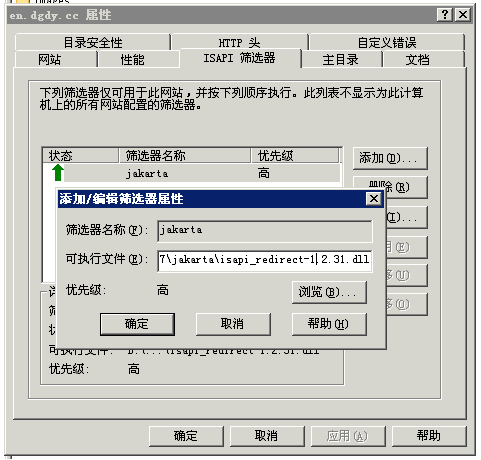 images
en.dgdy.cc 属性
目录安全性 HTTP 头 自定义错误
网站 性能 ISAPI 筛选器 主目录 文档
下列筛选器仅可用于此网站，并按下列顺序执行。此列表不显示为此计算
机上的所有网站配置的筛选器。
状态 筛选器名称 优先级
jakarta 高
添加(D)...
删除(R)
添加/编辑筛选器属性
筛选器名称(F): jakarta
可执行文件(E): 7\jakarta\isapi_redirect-1.2.31.dll
优先级: 高
浏览(B)...
确定 取消 帮助(H)
可执行文件: D:\...\isapi_redirect-1.2.31.dll
优先级: 高
确定 取消 应用(A) 帮助